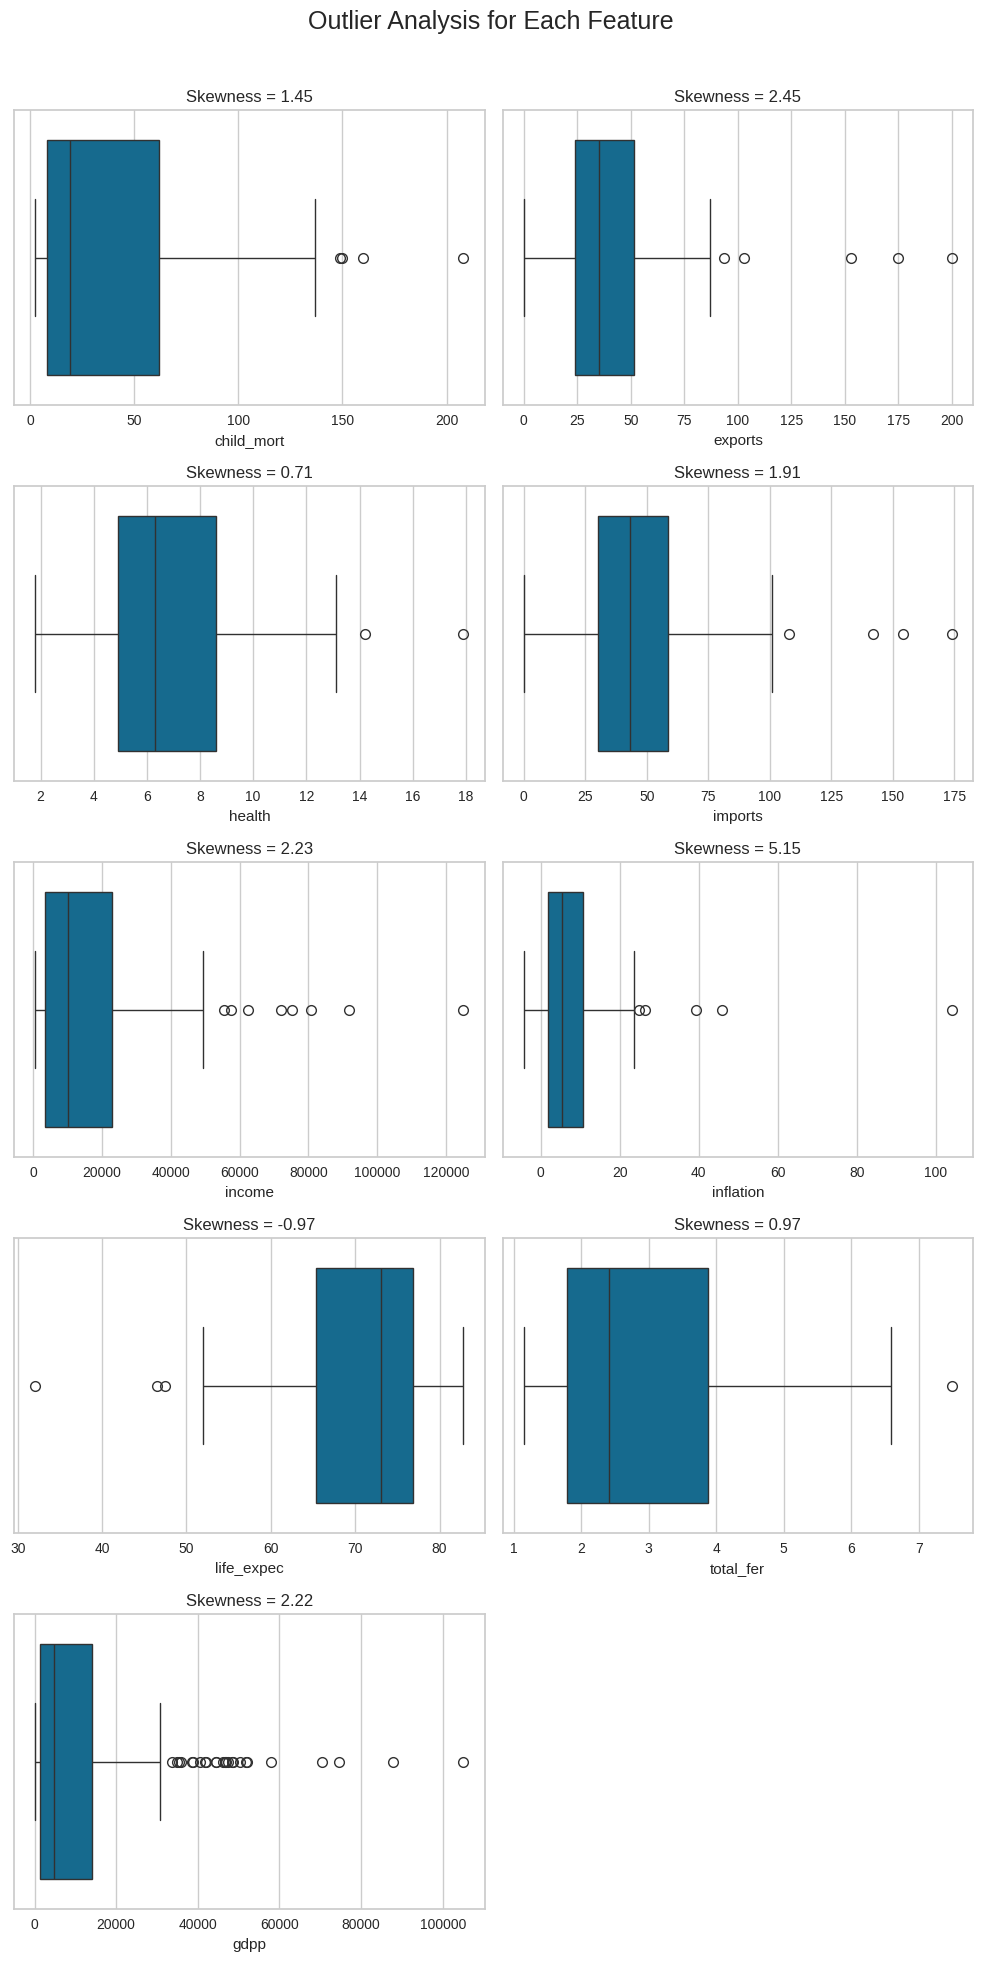 Outlier Analysis for Each Feature
Skewness = 1.45
Skewness = 2.45
0 50 100 150 200
0 25 50 75 100 125 150 175 200
child_mort
exports
Skewness = 0.71
Skewness = 1.91
2 4 6 8 10 12 14 16 18
0 25 50 75 100 125 150 175
health
imports
Skewness = 2.23
Skewness = 5.15
0 20000 40000 60000 80000 100000 120000
0 20 40 60 80 100
income
inflation
Skewness = -0.97
Skewness = 0.97
30 40 50 60 70 80
1 2 3 4 5 6 7
life_expec
total_fer
Skewness = 2.22
0 20000 40000 60000 80000 100000
gdpp